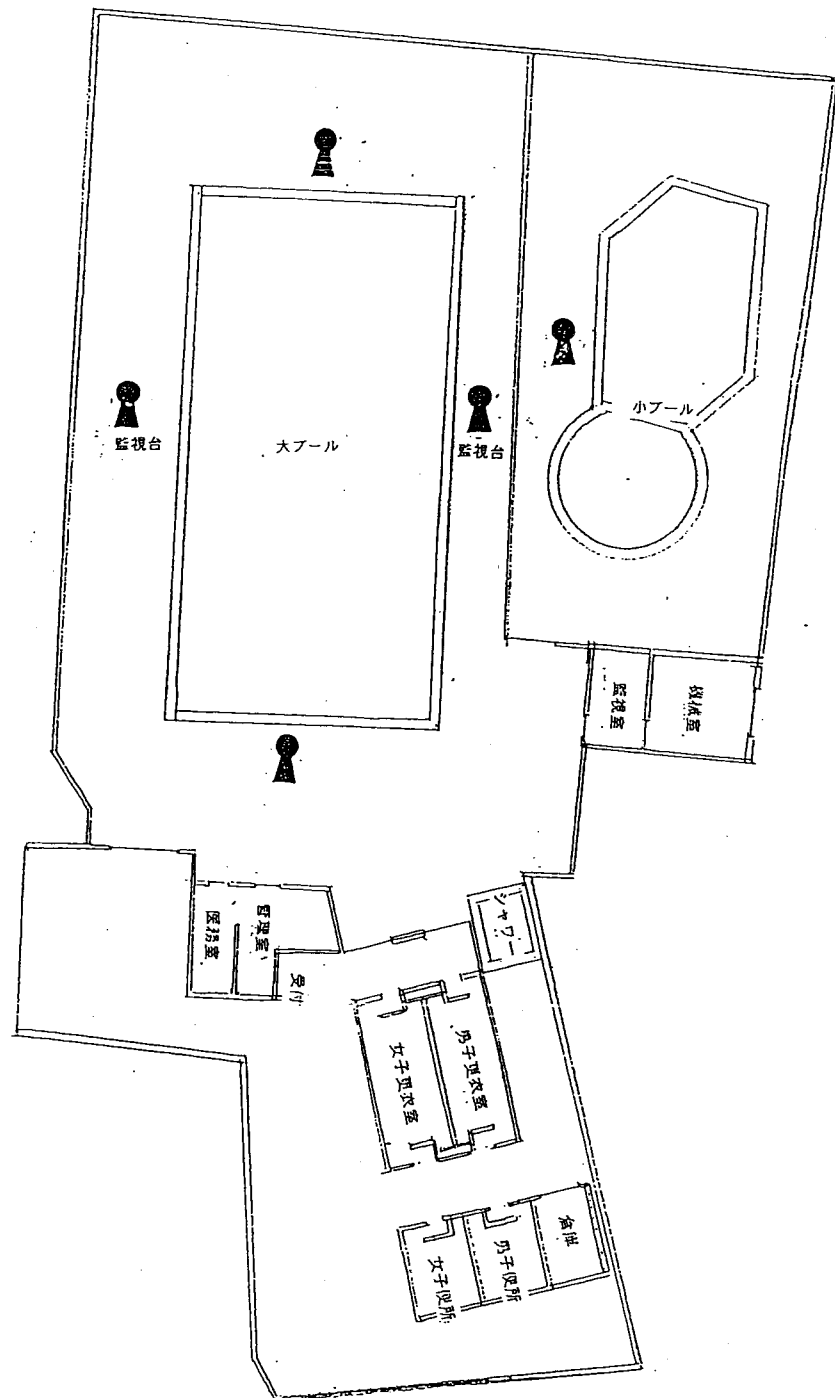 監視台
大プール
監視台
小プール
監視室
機械室
シャワー
管理室
医務室
受付
男子更衣室
女子更衣室
倉庫
男子便所
女子便所